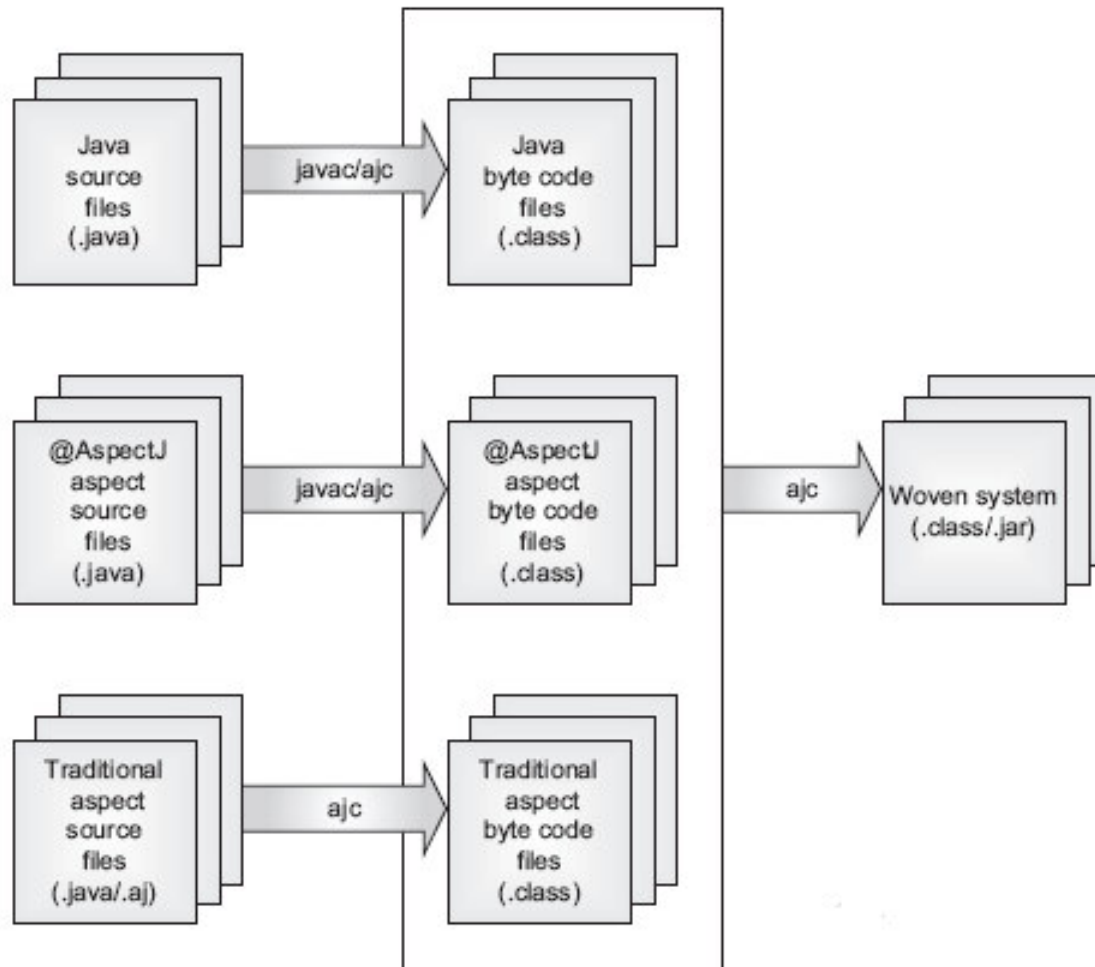 Java
source
files
(.java)
javac/ajc
Java
byte code
files
(.class)
@AspectJ
aspect
source
files
(.java)
javac/ajc
@AspectJ
aspect
byte code
files
(.class)
ajc
Woven system
(.class/.jar)
Traditional
aspect
source
files
(.java/.aj)
ajc
Traditional
aspect
byte code
files
(.class)